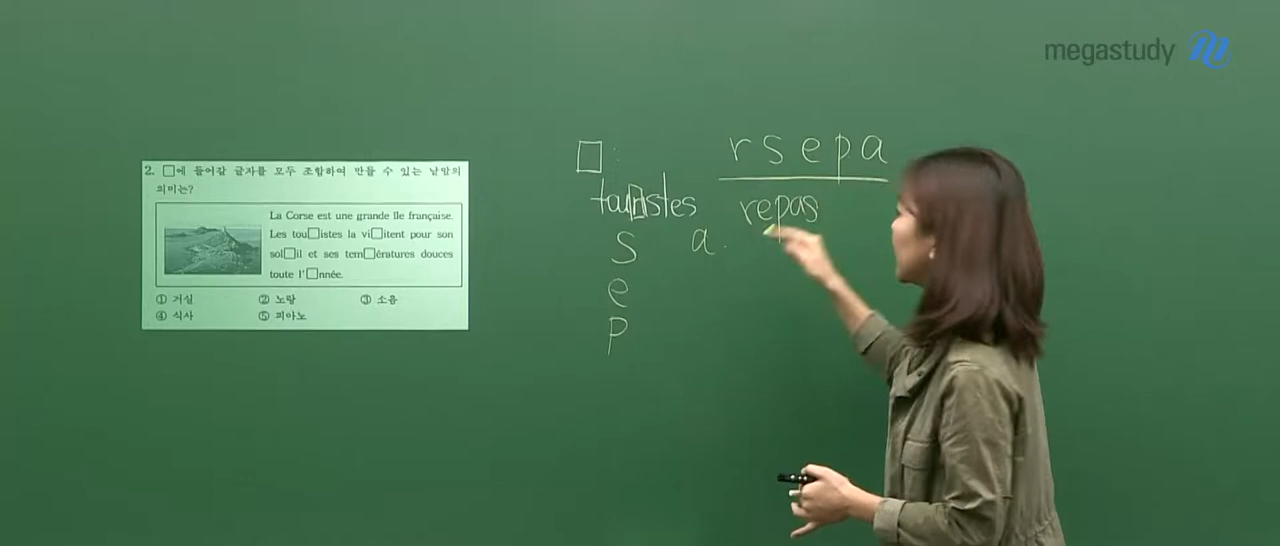 megastudy
2. □에 들어갈 글자를 모두 조합하여 만들 수 있는 낱말의
의미는?
La Corse est une grande île française.
Les tou□istes la vi□itent pour son
sol□il et ses tem□ératures douces
toute l'□nnée.
① 거실 ② 노랑 ③ 소음
④ 식사 ⑤ 피아노
□: r s e p a
tou□istes repas
s a.
e
p